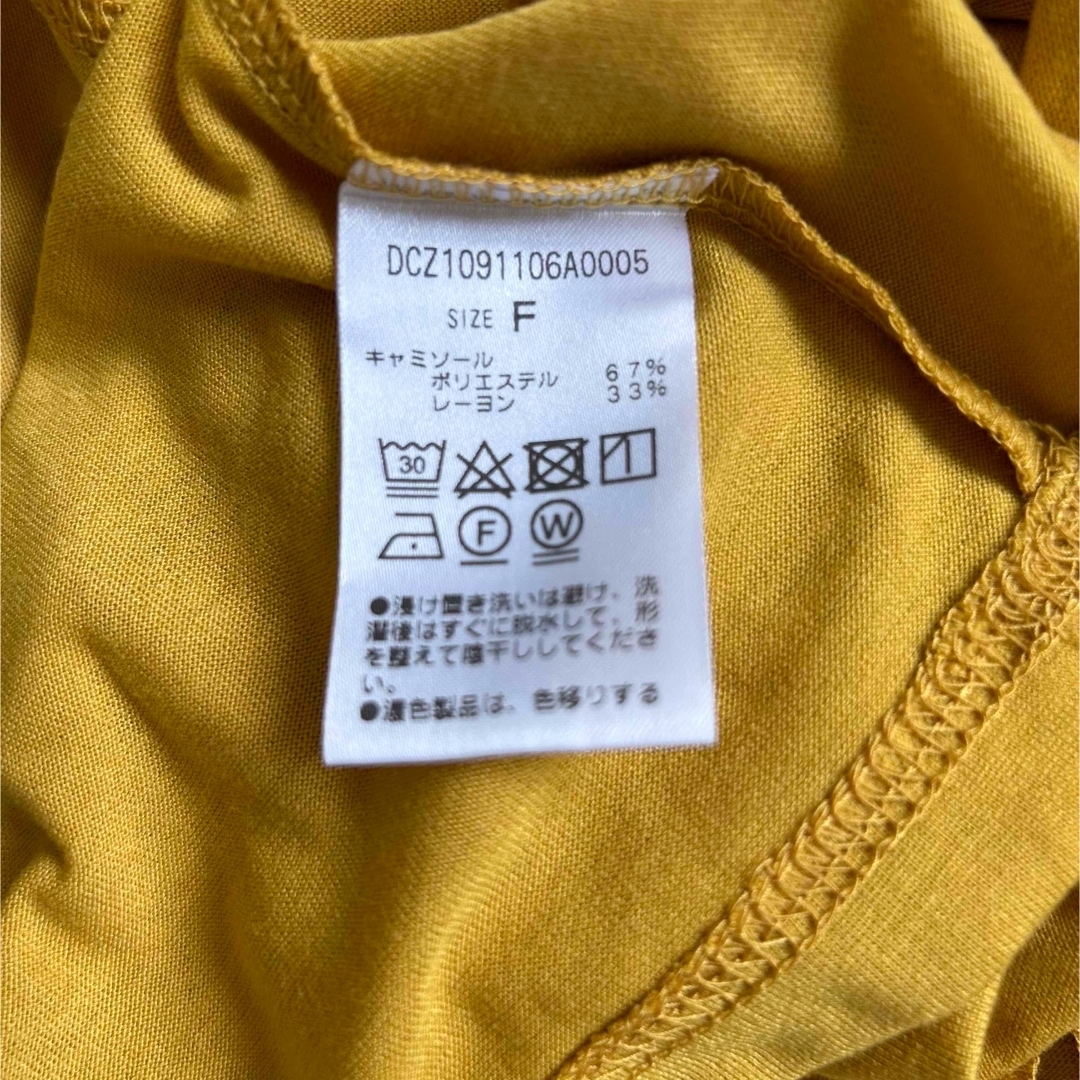 DCZ1091106A0005
SIZE F
キャミソール
ポリエステル 67%
レーヨン 33%
30
F W
●浸け置き洗いは避け、洗
濯後はすぐに脱水して、形
を整えて陰干ししてくださ
い。
●濃色製品は、色移りする